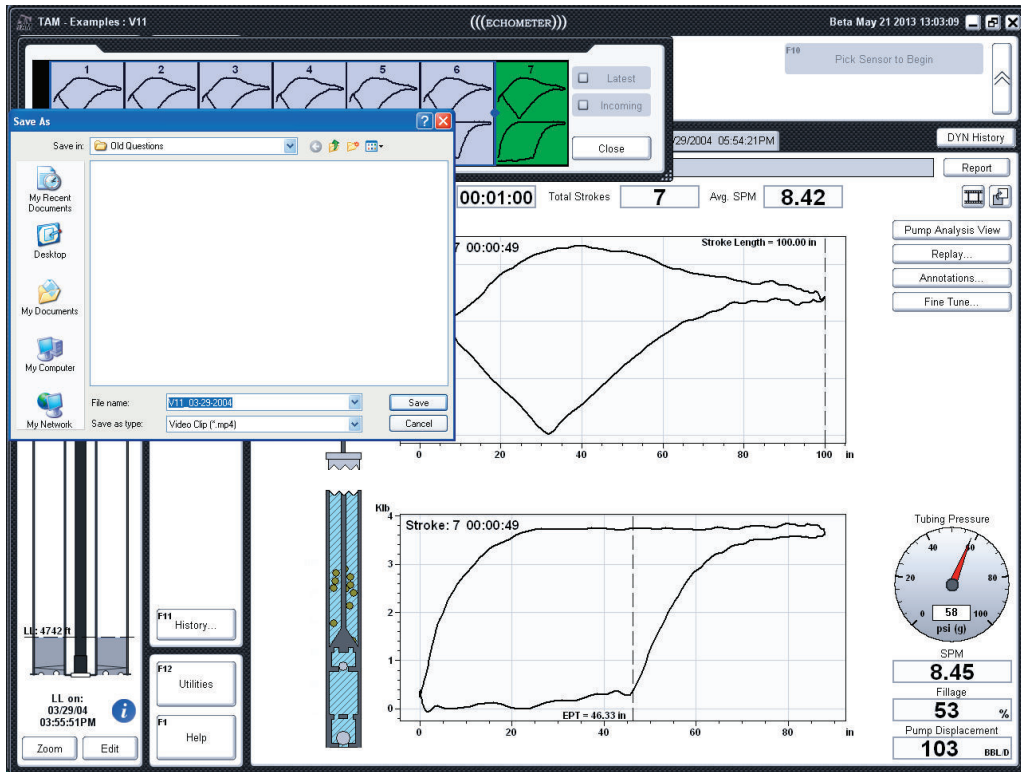 TAM - Examples : V11
(((ECHOMETER)))
Beta May 21 2013 13:03:09
1 2 3 4 5 6 7
Latest
Incoming
Close
F10
Pick Sensor to Begin
Save As
Save in: Old Questions
My Recent
Documents
Desktop
My Documents
My Computer
My Network
File name: V11_03-29-2004
Save as type: Video Clip (*.mp4)
Save
Cancel
/29/2004 05:54:21PM
DYN History
Report
00:01:00
Total Strokes 7
Avg. SPM 8.42
Pump Analysis View
Replay...
Annotations...
Fine Tune...
7 00:00:49
Stroke Length = 100.00 in
0 20 40 60 80 100 in
Klb
Stroke: 7 00:00:49
4
3
2
1
0
EPT = 46.33 in
0 20 40 60 80 in
LL: 4742 ft
LL on:
03/29/04
03:55:51PM
i
Zoom
Edit
F11
History...
F12
Utilities
F1
Help
Tubing Pressure
0 20 40 60 80 100
58
psi (g)
SPM
8.45
Fillage
53 %
Pump Displacement
103 BBL/D